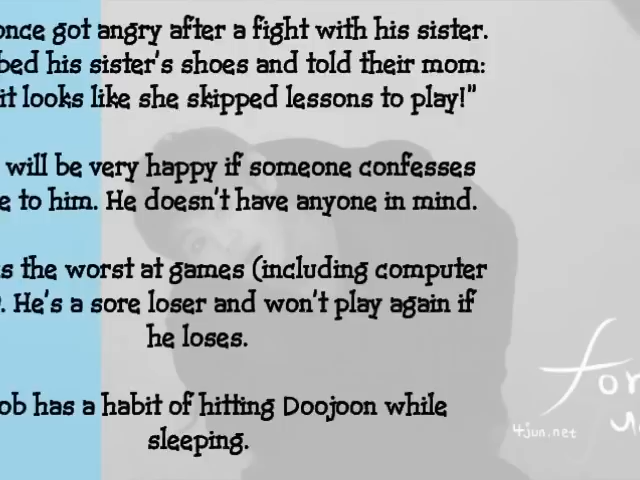 once got angry after a fight with his sister.
bed his sister's shoes and told their mom:
it looks like she skipped lessons to play!"
will be very happy if someone confesses
e to him. He doesn't have anyone in mind.
s the worst at games (including computer
. He's a sore loser and won't play again if
he loses.
ob has a habit of hitting Doojoon while
sleeping.
for
4jun.net